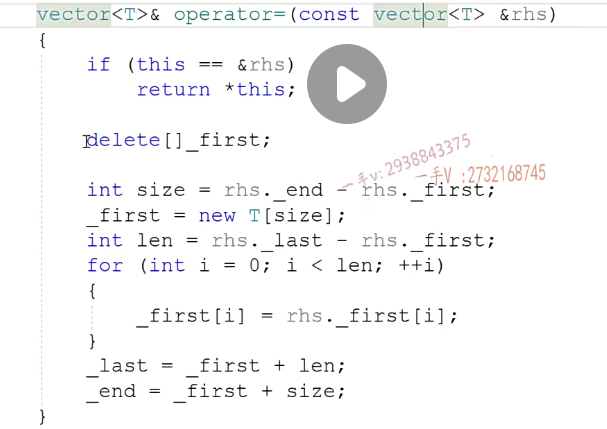 vector<T>& operator=(const vector<T> &rhs)
{
    if (this == &rhs)
        return *this;

    delete[]_first;

    int size = rhs._end - rhs._first;
    _first = new T[size];
    int len = rhs._last - rhs._first;
    for (int i = 0; i < len; ++i)
    {
        _first[i] = rhs._first[i];
    }
    _last = _first + len;
    _end = _first + size;
}
一手v:2938843375
一手V :2732168745